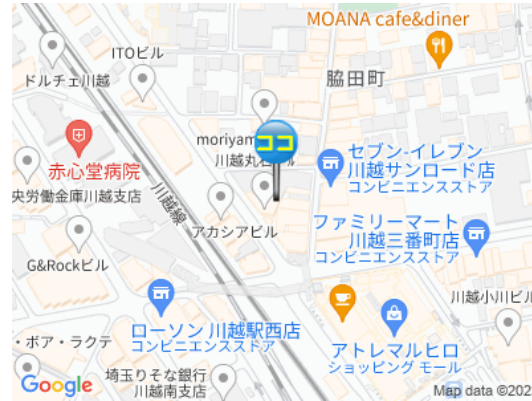 MOANA cafe&diner
ITOビル
脇田町
ドルチェ川越
moriyam
ココ
川越丸
セブン-イレブン
川越サンロード店
コンビニエンスストア
赤心堂病院
央労働金庫川越支店
川越線
アカシアビル
ファミリーマート
川越三番町店
コンビニエンスストア
G&Rockビル
川越小川ビル
ローソン 川越駅西店
コンビニエンスストア
・ボア・ラクテ
アトレマルヒロ
ショッピング モール
埼玉りそな銀行
川越南支店
Google
Map data ©202